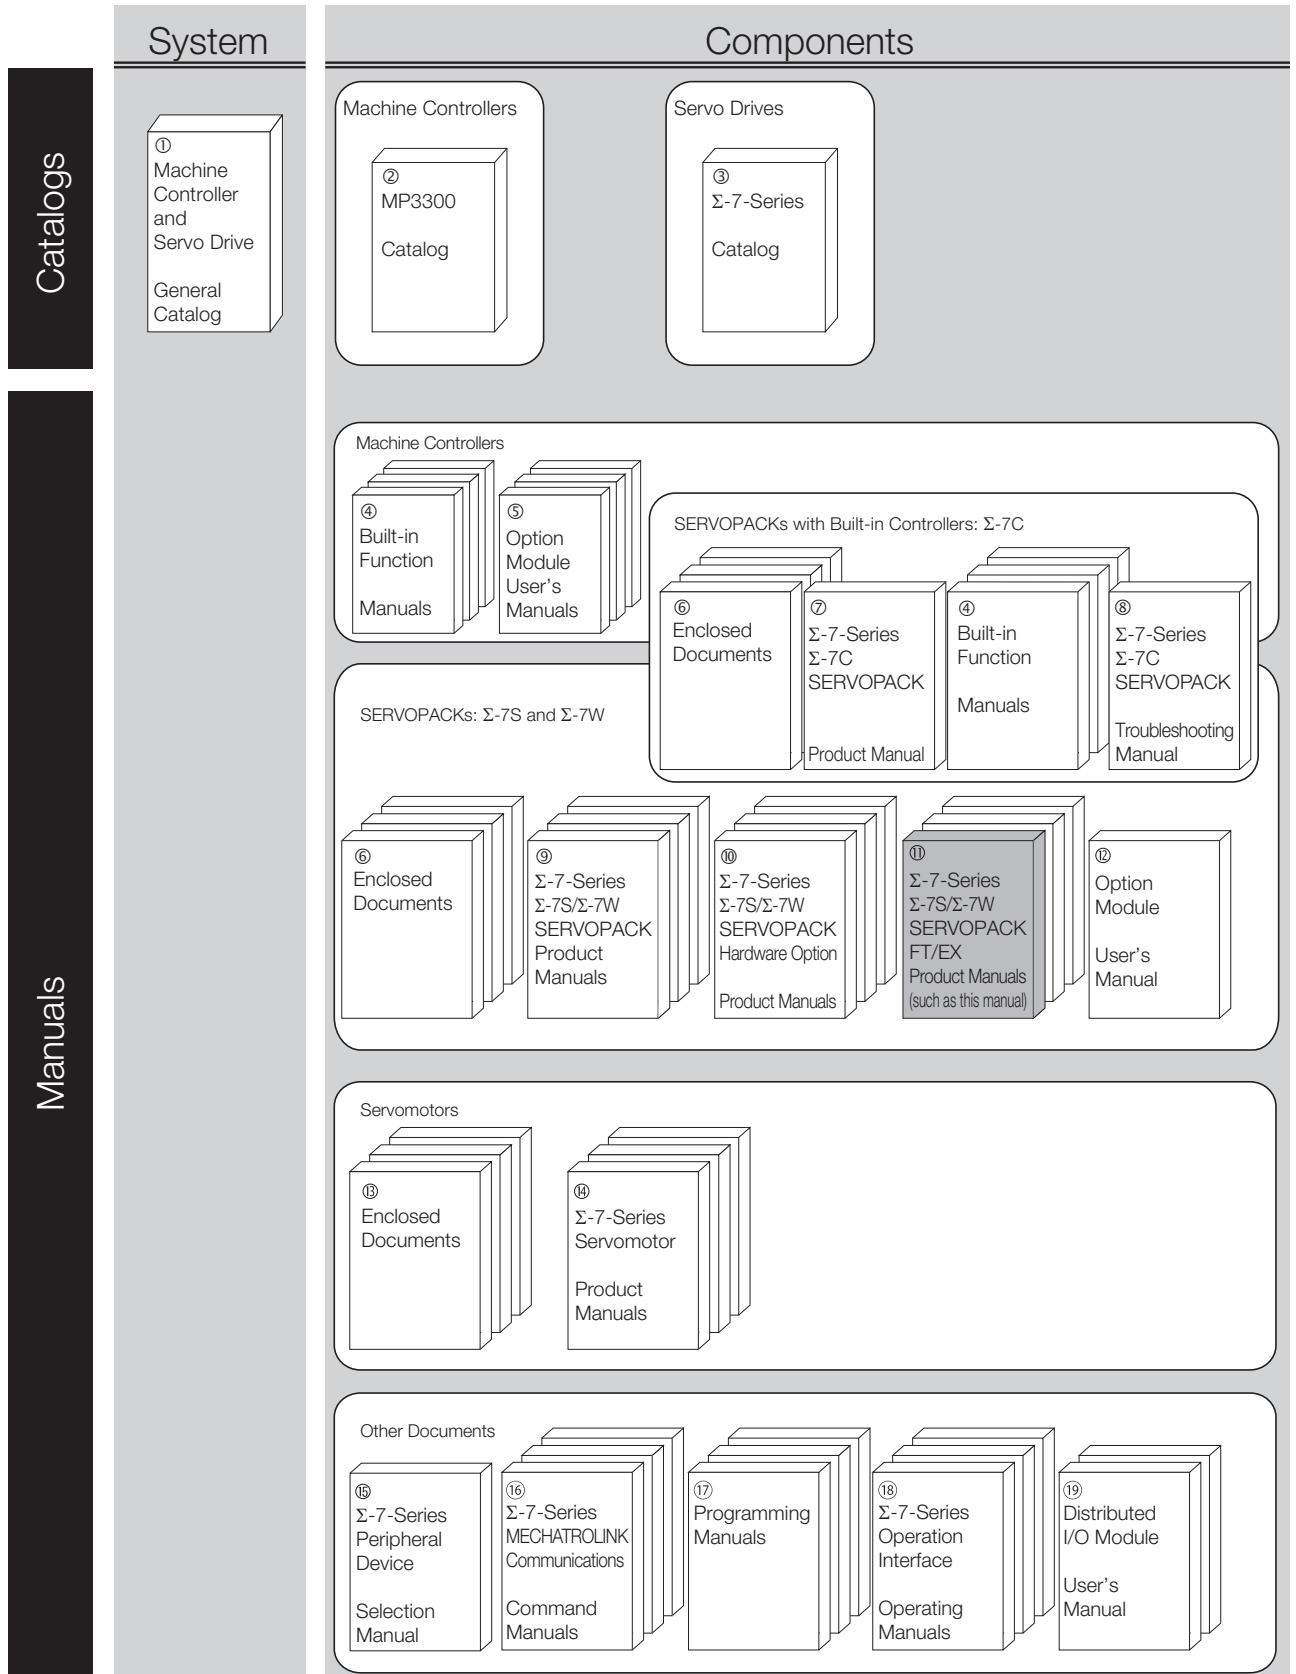 System
Components
Catalogs
①
Machine
Controller
and
Servo Drive
General
Catalog
Machine Controllers
②
MP3300
Catalog
Servo Drives
③
Σ-7-Series
Catalog
Manuals
Machine Controllers
④
Built-in
Function
Manuals
⑤
Option
Module
User's
Manuals
SERVOPACKs with Built-in Controllers: Σ-7C
⑥
Enclosed
Documents
⑦
Σ-7-Series
Σ-7C
SERVOPACK
Product Manual
④
Built-in
Function
Manuals
⑧
Σ-7-Series
Σ-7C
SERVOPACK
Troubleshooting
Manual
SERVOPACKs: Σ-7S and Σ-7W
⑥
Enclosed
Documents
⑨
Σ-7-Series
Σ-7S/Σ-7W
SERVOPACK
Product
Manuals
⑩
Σ-7-Series
Σ-7S/Σ-7W
SERVOPACK
Hardware Option
Product Manuals
⑪
Σ-7-Series
Σ-7S/Σ-7W
SERVOPACK
FT/EX
Product Manuals
(such as this manual)
⑫
Option
Module
User's
Manual
Servomotors
⑬
Enclosed
Documents
⑭
Σ-7-Series
Servomotor
Product
Manuals
Other Documents
⑮
Σ-7-Series
Peripheral
Device
Selection
Manual
⑯
Σ-7-Series
MECHATROLINK
Communications
Command
Manuals
⑰
Programming
Manuals
⑱
Σ-7-Series
Operation
Interface
Operating
Manuals
⑲
Distributed
I/O Module
User's
Manual